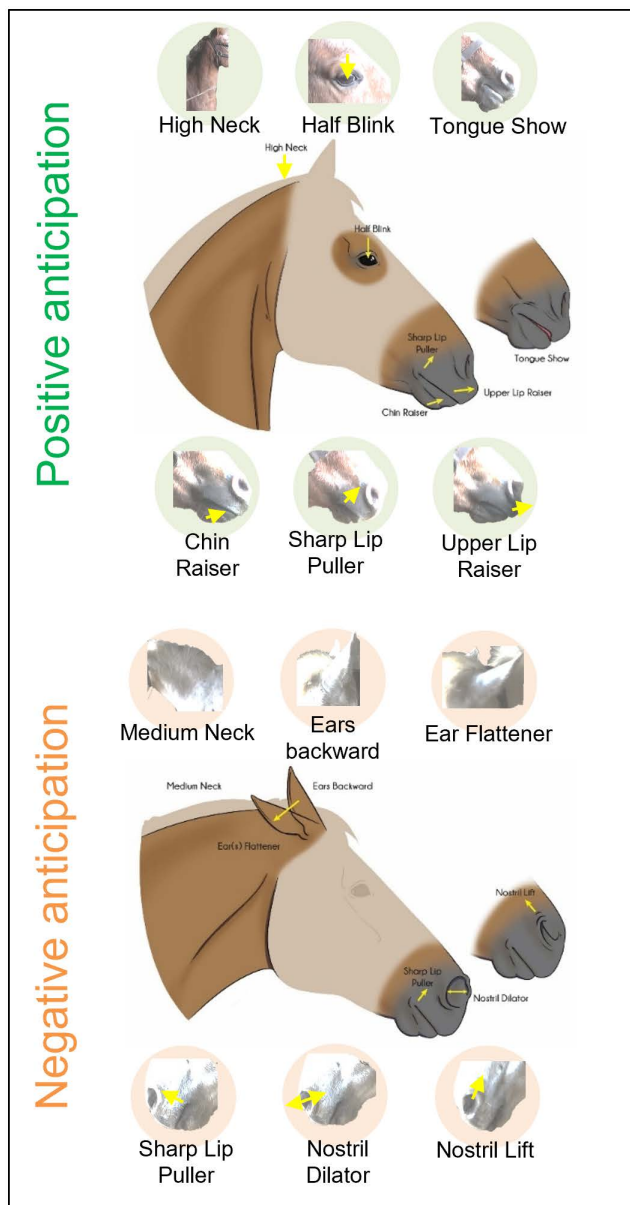 Positive anticipation
High Neck
Half Blink
Tongue Show
High Neck
Half Blink
Sharp Lip
Puller
Tongue Show
Upper Lip Raiser
Chin Raiser
Chin
Raiser
Sharp Lip
Puller
Upper Lip
Raiser
Negative anticipation
Medium Neck
Ears
backward
Ear Flattener
Medium Neck
Ears Backward
Ear(s) Flattener
Nostril Lift
Sharp Lip
Puller
Nostril Dilator
Sharp Lip
Puller
Nostril
Dilator
Nostril Lift